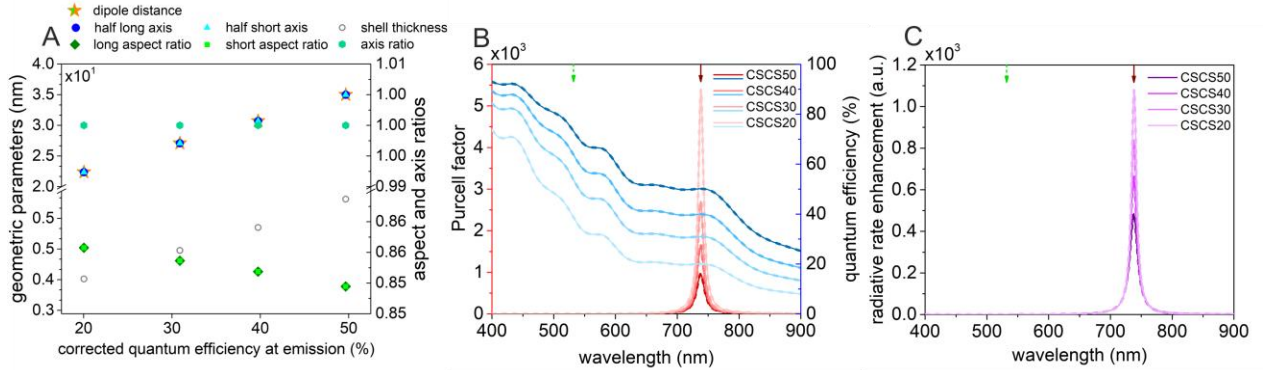 dipole distance
half long axis half short axis shell thickness
long aspect ratio short aspect ratio axis ratio
A
x10¹
4.0
3.5
3.0
2.5
2.0
0.5
0.5
0.4
0.3
geometric parameters (nm)
1.01
1.00
1.00
1.00
0.99
0.86
0.86
0.85
0.85
aspect and axis ratios
20 30 40 50
corrected quantum efficiency at emission (%)
B
x10³
6
5
4
3
2
1
0
Purcell factor
CSCS50
CSCS40
CSCS30
CSCS20
100
80
60
40
20
0
quantum efficiency (%)
400 500 600 700 800 900
wavelength (nm)
C
x10³
1.2
1.0
0.8
0.6
0.4
0.2
0.0
radiative rate enhancement (a.u.)
CSCS50
CSCS40
CSCS30
CSCS20
400 500 600 700 800 900
wavelength (nm)